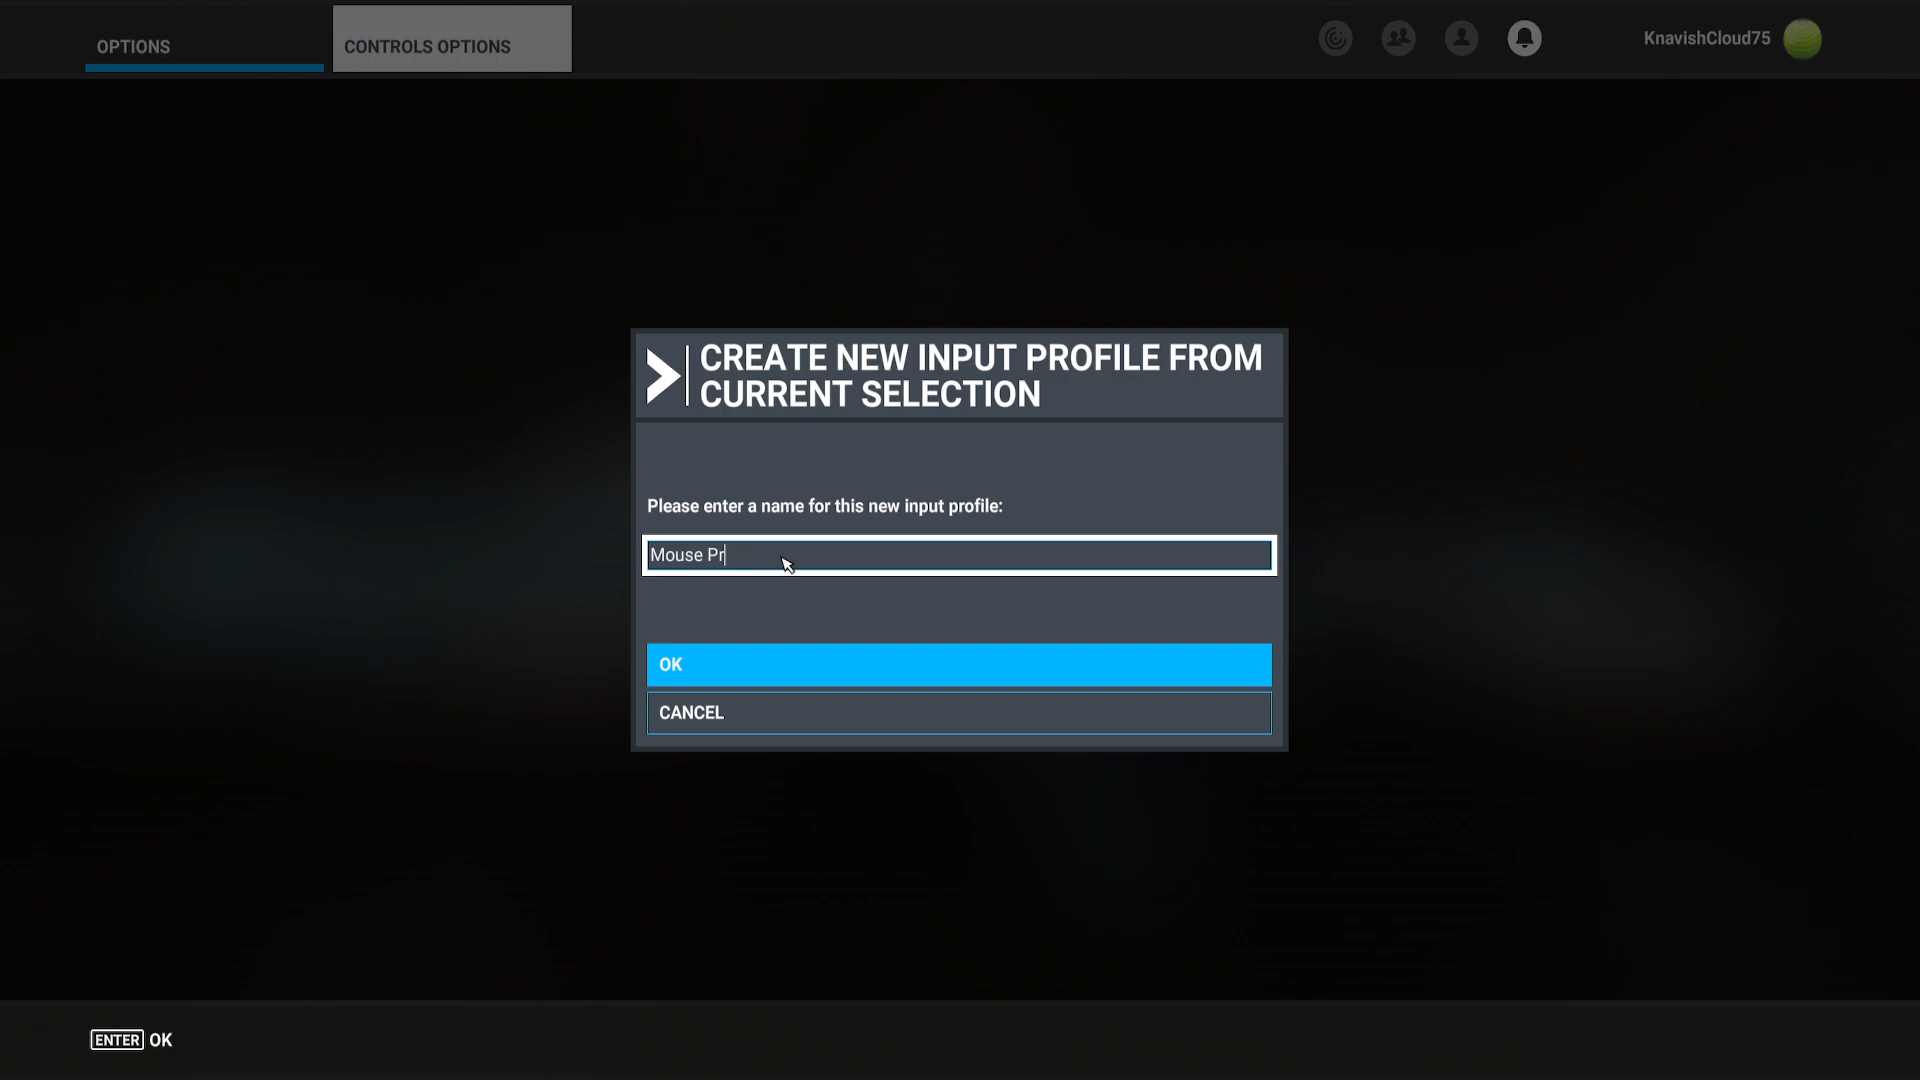 OPTIONS
CONTROLS OPTIONS
KnavishCloud75
CREATE NEW INPUT PROFILE FROM
CURRENT SELECTION
Please enter a name for this new input profile:
Mouse Pr
OK
CANCEL
ENTER OK